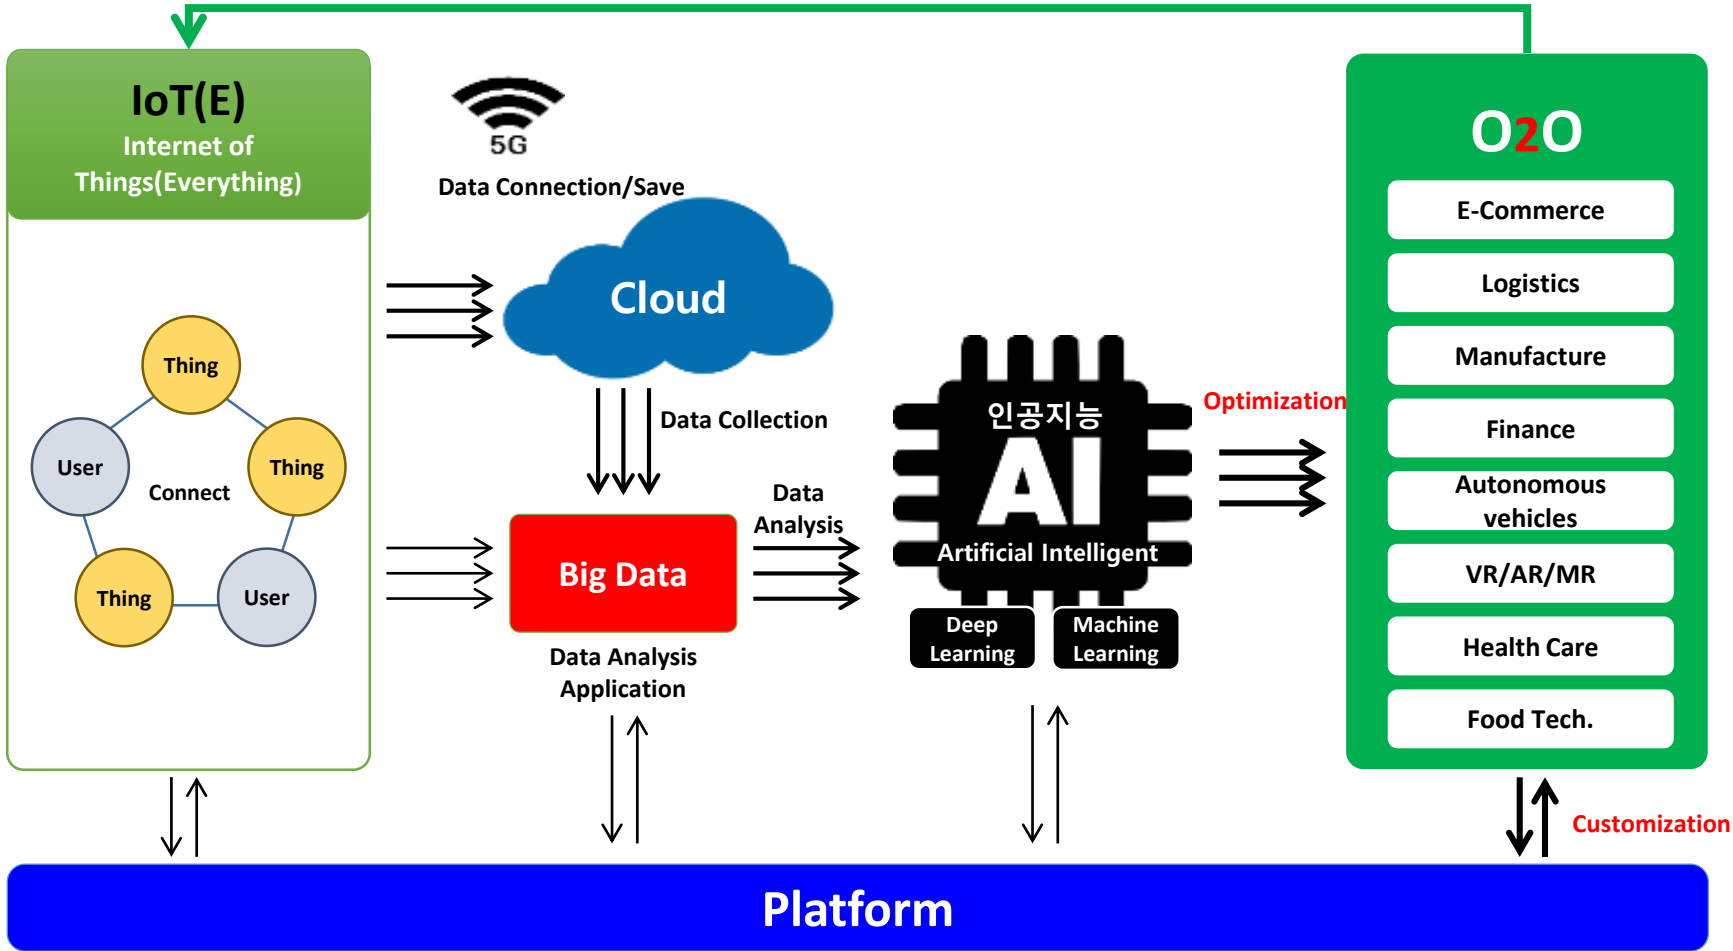 IoT(E)
Internet of
Things(Everything)
Thing
User
Thing
Connect
Thing
User
5G
Data Connection/Save
Cloud
Data Collection
Big Data
Data Analysis
Application
Data
Analysis
인공지능
AI
Artificial Intelligent
Deep
Learning
Machine
Learning
Optimization
O2O
E-Commerce
Logistics
Manufacture
Finance
Autonomous
vehicles
VR/AR/MR
Health Care
Food Tech.
Customization
Platform